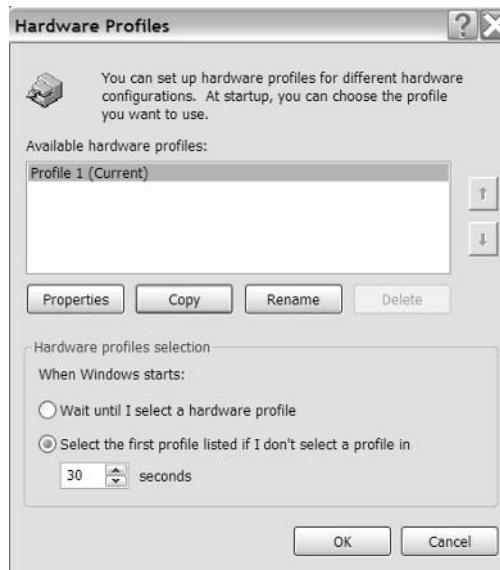 Hardware Profiles
You can set up hardware profiles for different hardware
configurations. At startup, you can choose the profile
you want to use.
Available hardware profiles:
Profile 1 (Current)
Properties Copy Rename Delete
Hardware profiles selection
When Windows starts:
Wait until I select a hardware profile
Select the first profile listed if I don't select a profile in
30 seconds
OK Cancel